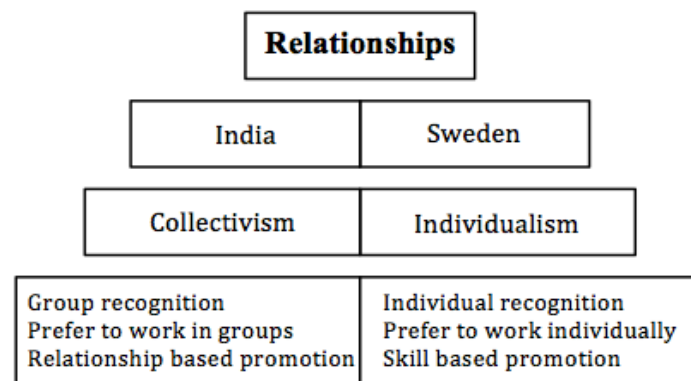 Relationships
India Sweden
Collectivism Individualism
Group recognition Individual recognition
Prefer to work in groups Prefer to work individually
Relationship based promotion Skill based promotion